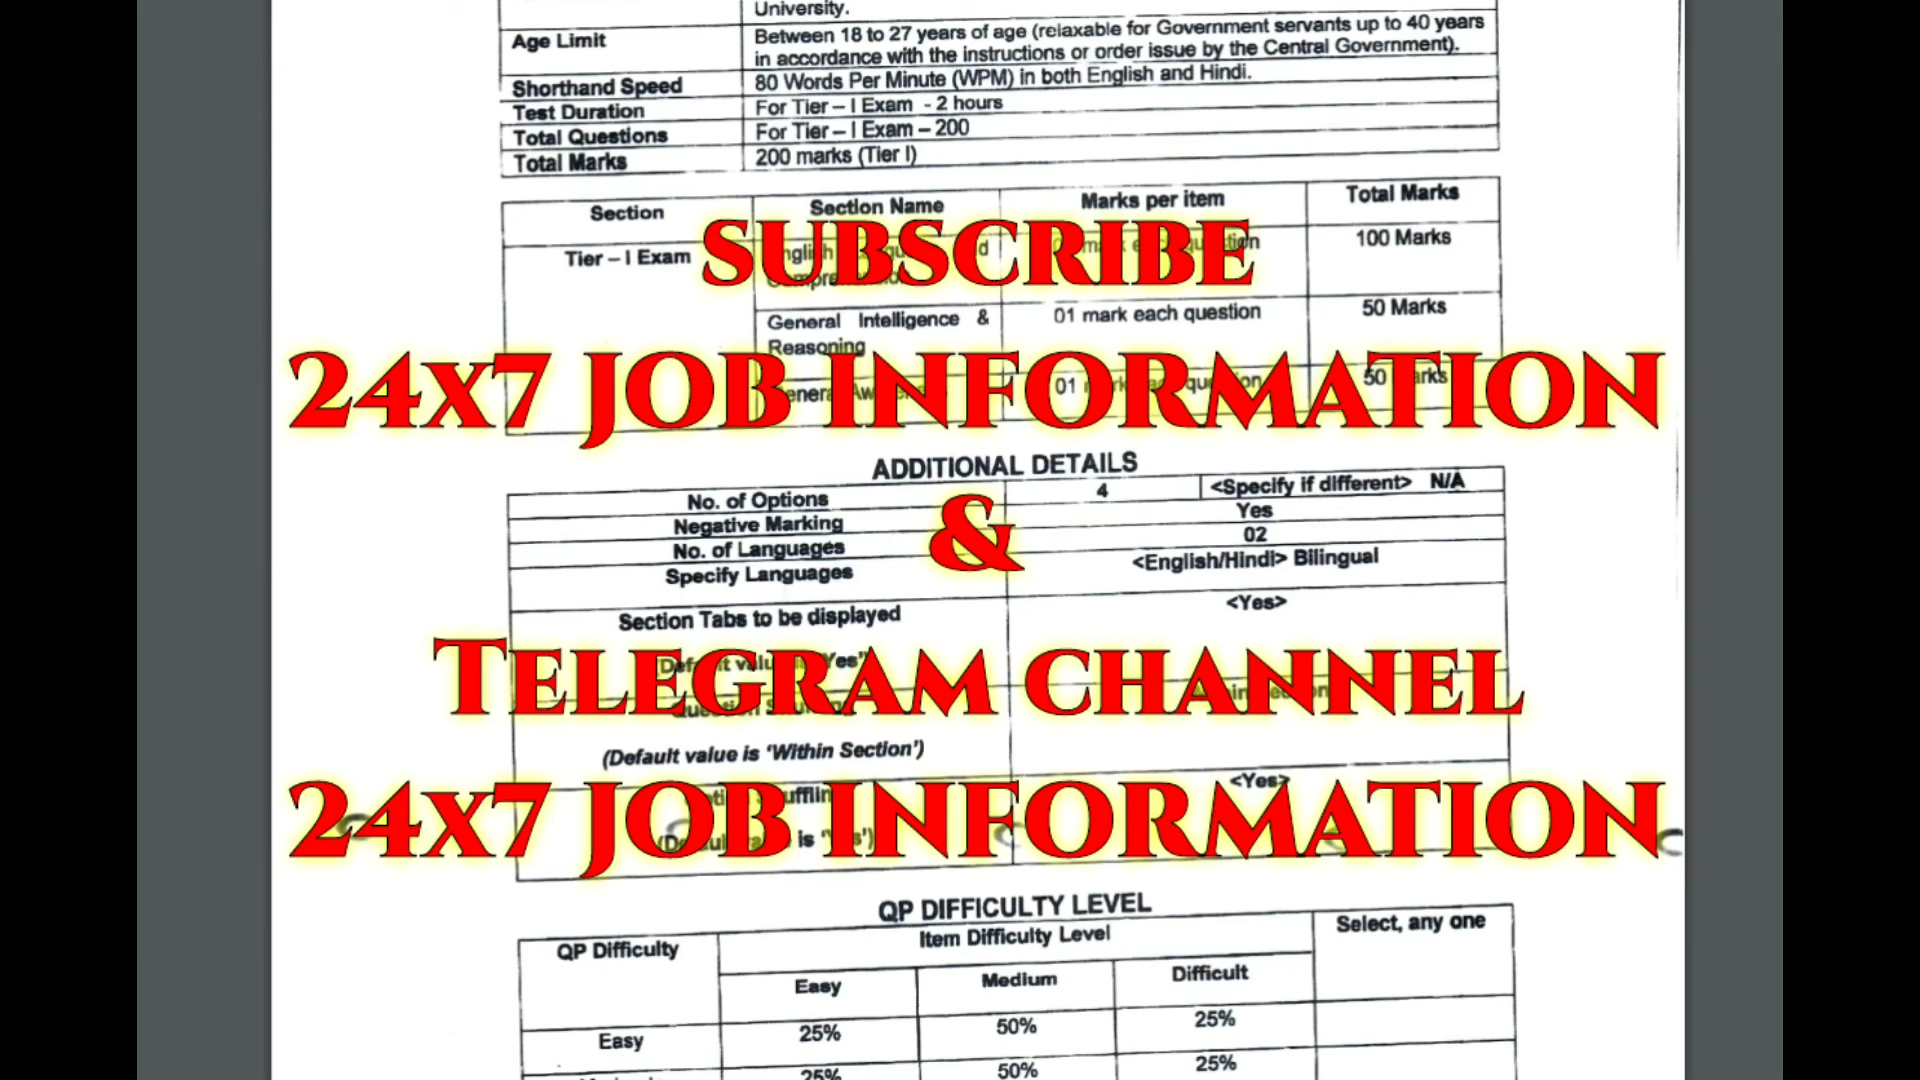 University.
Age Limit
Between 18 to 27 years of age (relaxable for Government servants up to 40 years
in accordance with the instructions or order issue by the Central Government).
Shorthand Speed
80 Words Per Minute (WPM) in both English and Hindi.
Test Duration
For Tier – I Exam - 2 hours
Total Questions
For Tier – I Exam – 200
Total Marks
200 marks (Tier I)
Section
Section Name
Marks per item
Total Marks
Tier – I Exam
100 Marks
SUBSCRIBE
General Intelligence &
Reasoning
01 mark each question
50 Marks
01
50
24x7 JOB INFORMATION
ADDITIONAL DETAILS
No. of Options
4
<Specify if different> N/A
Negative Marking
Yes
No. of Languages
02
&
Specify Languages
<English/Hindi> Bilingual
Section Tabs to be displayed
<Yes>
TELEGRAM CHANNEL
(Default value is 'Within Section')
<Yes>
24x7 JOB INFORMATION
is
QP DIFFICULTY LEVEL
QP Difficulty
Item Difficulty Level
Select, any one
Easy
Medium
Difficult
Easy
25%
50%
25%
25%
50%
25%